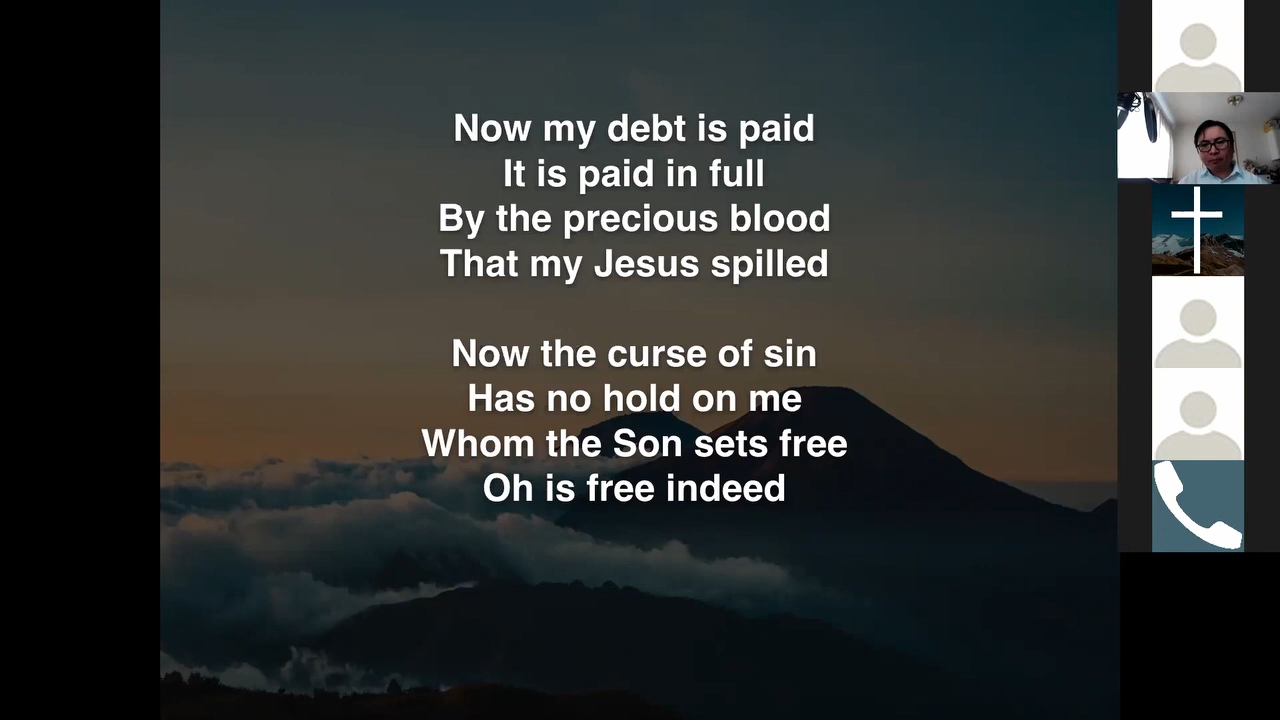 Now my debt is paid
It is paid in full
By the precious blood
That my Jesus spilled
Now the curse of sin
Has no hold on me
Whom the Son sets free
Oh is free indeed